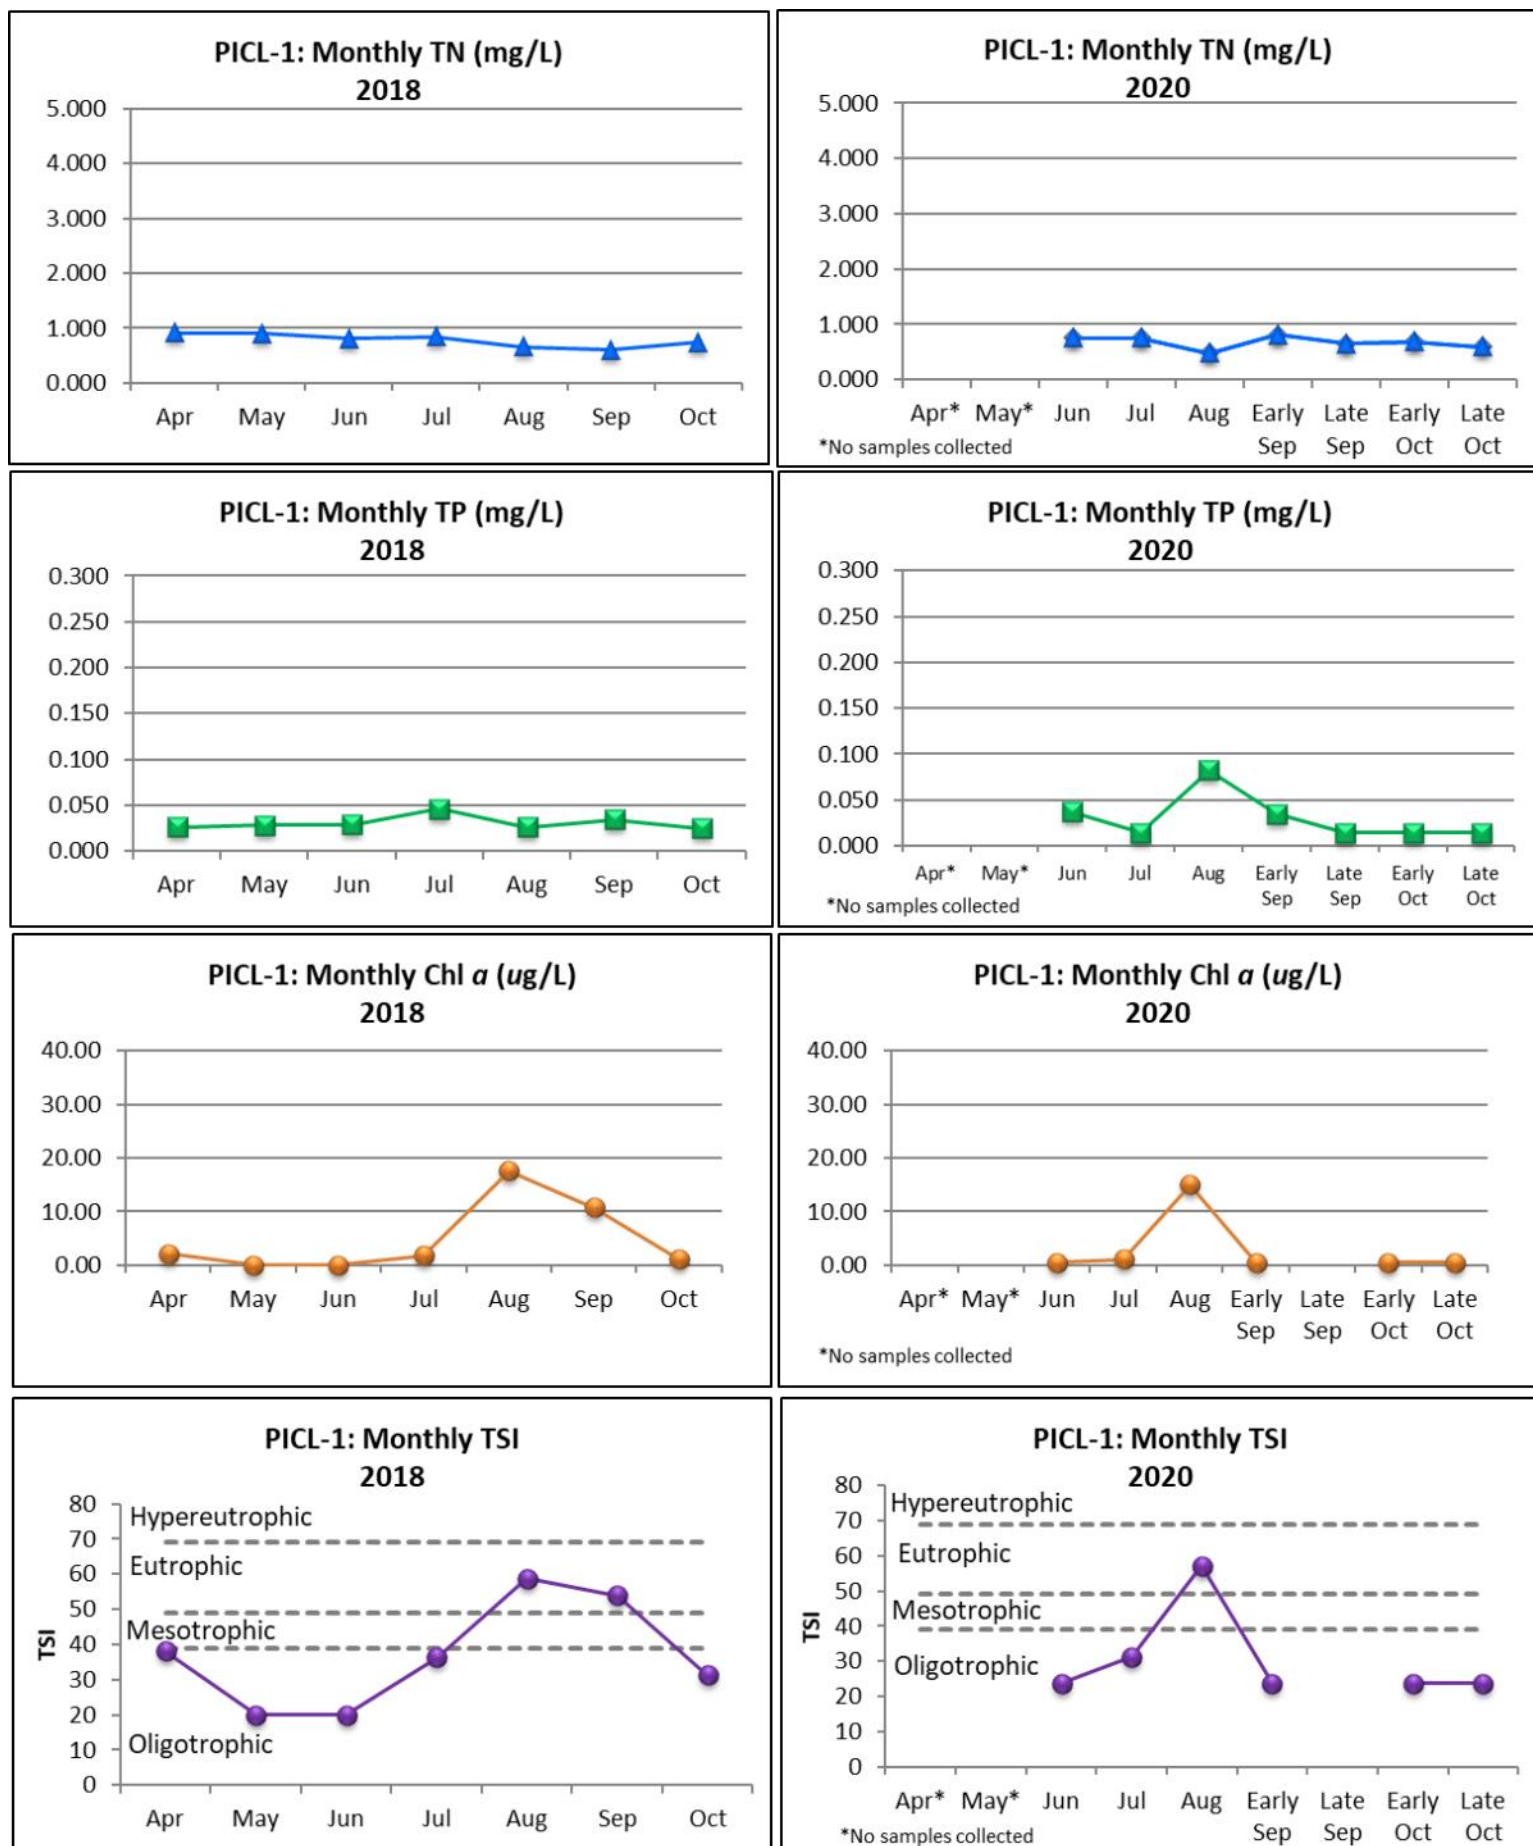 PICL-1: Monthly TN (mg/L)
2018
5.000
4.000
3.000
2.000
1.000
0.000
Apr May Jun Jul Aug Sep Oct
PICL-1: Monthly TN (mg/L)
2020
5.000
4.000
3.000
2.000
1.000
0.000
Apr* May* Jun Jul Aug Early Late Early Late
Sep Sep Oct Oct
*No samples collected
PICL-1: Monthly TP (mg/L)
2018
0.300
0.250
0.200
0.150
0.100
0.050
0.000
Apr May Jun Jul Aug Sep Oct
PICL-1: Monthly TP (mg/L)
2020
0.300
0.250
0.200
0.150
0.100
0.050
0.000
Apr* May* Jun Jul Aug Early Late Early Late
Sep Sep Oct Oct
*No samples collected
PICL-1: Monthly Chl a (ug/L)
2018
40.00
30.00
20.00
10.00
0.00
Apr May Jun Jul Aug Sep Oct
PICL-1: Monthly Chl a (ug/L)
2020
40.00
30.00
20.00
10.00
0.00
Apr* May* Jun Jul Aug Early Late Early Late
Sep Sep Oct Oct
*No samples collected
PICL-1: Monthly TSI
2018
TSI
80
Hypereutrophic
70
Eutrophic
60
50
Mesotrophic
40
30
20
Oligotrophic
10
0
Apr May Jun Jul Aug Sep Oct
PICL-1: Monthly TSI
2020
TSI
80
Hypereutrophic
70
Eutrophic
60
50
Mesotrophic
40
Oligotrophic
30
20
10
0
Apr* May* Jun Jul Aug Early Late Early Late
Sep Sep Oct Oct
*No samples collected